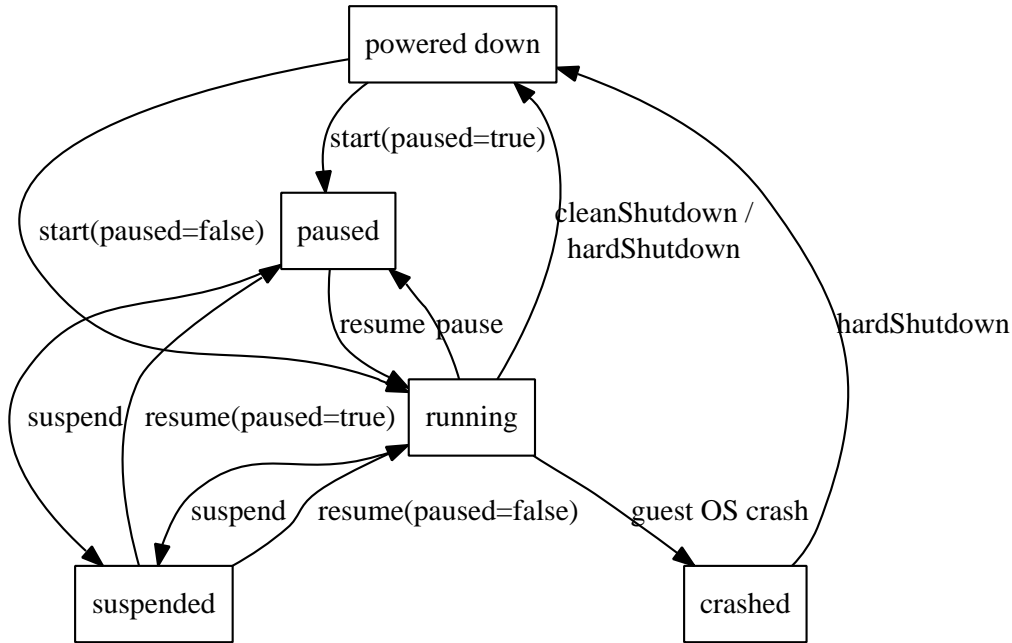 powered down
start(paused=true)
cleanShutdown /
hardShutdown
start(paused=false)
paused
resume
pause
hardShutdown
suspend
resume(paused=true)
running
suspend
resume(paused=false)
guest OS crash
suspended
crashed